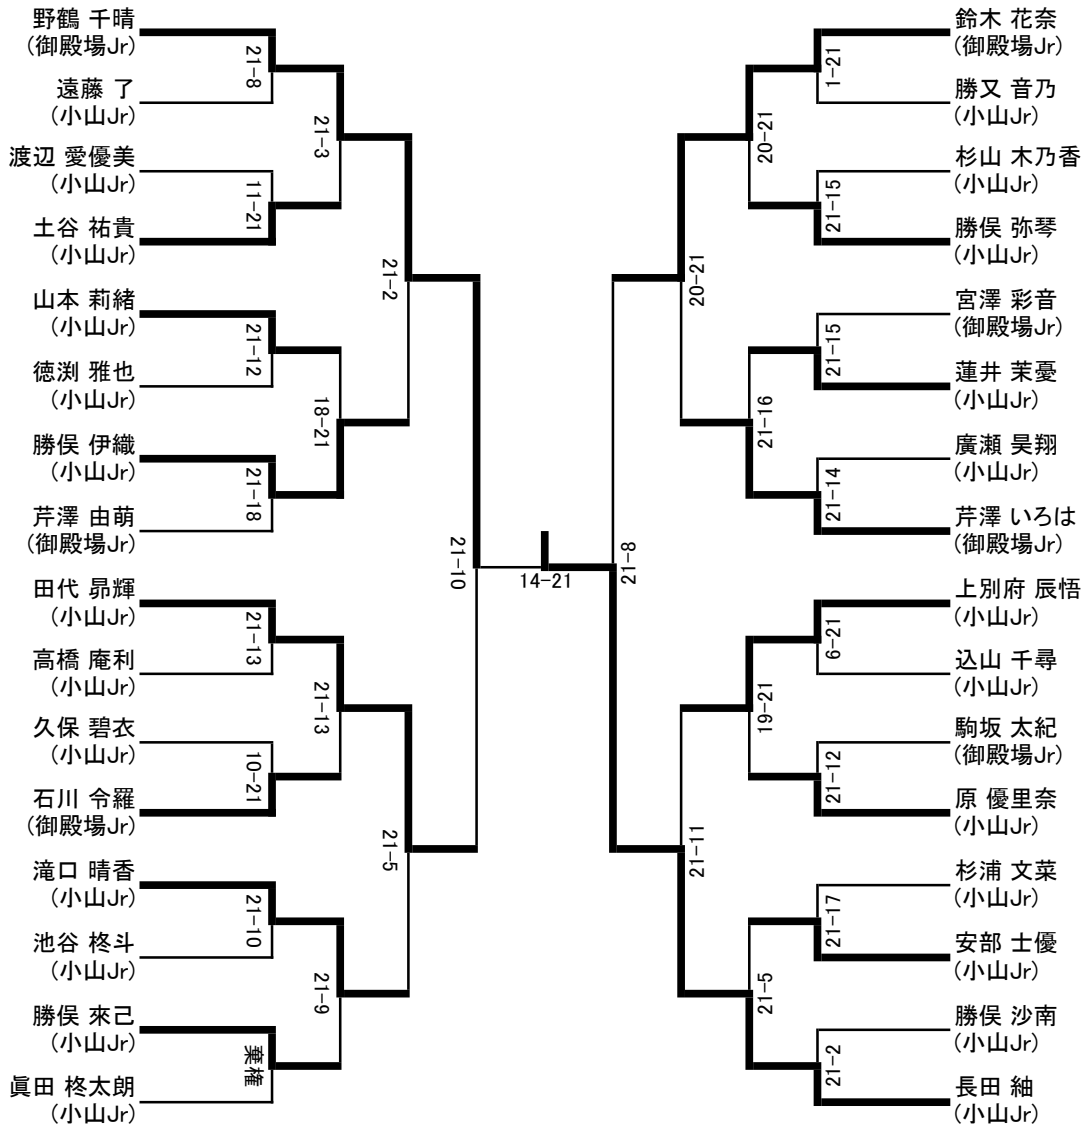 野鶴 千晴
(御殿場Jr)
遠藤 了
(小山Jr)
渡辺 愛優美
(小山Jr)
土谷 祐貴
(小山Jr)
山本 莉緒
(小山Jr)
徳渕 雅也
(小山Jr)
勝俣 伊織
(小山Jr)
芹澤 由萌
(御殿場Jr)
田代 昴輝
(小山Jr)
高橋 庵利
(小山Jr)
久保 碧衣
(小山Jr)
石川 令羅
(御殿場Jr)
滝口 晴香
(小山Jr)
池谷 柊斗
(小山Jr)
勝俣 來己
(小山Jr)
眞田 柊太朗
(小山Jr)
21-8
11-21
21-12
21-18
21-13
10-21
21-10
棄権
21-3
18-21
21-13
21-9
21-2
21-5
21-10
14-21
21-8
20-21
21-11
20-21
21-16
19-21
21-5
1-21
21-15
21-15
21-14
6-21
21-12
21-17
21-2
鈴木 花奈
(御殿場Jr)
勝又 音乃
(小山Jr)
杉山 木乃香
(小山Jr)
勝俣 弥琴
(小山Jr)
宮澤 彩音
(御殿場Jr)
蓮井 茉憂
(小山Jr)
廣瀬 昊翔
(小山Jr)
芹澤 いろは
(御殿場Jr)
上別府 辰悟
(小山Jr)
込山 千尋
(小山Jr)
駒坂 太紀
(御殿場Jr)
原 優里奈
(小山Jr)
杉浦 文菜
(小山Jr)
安部 士優
(小山Jr)
勝俣 沙南
(小山Jr)
長田 紬
(小山Jr)